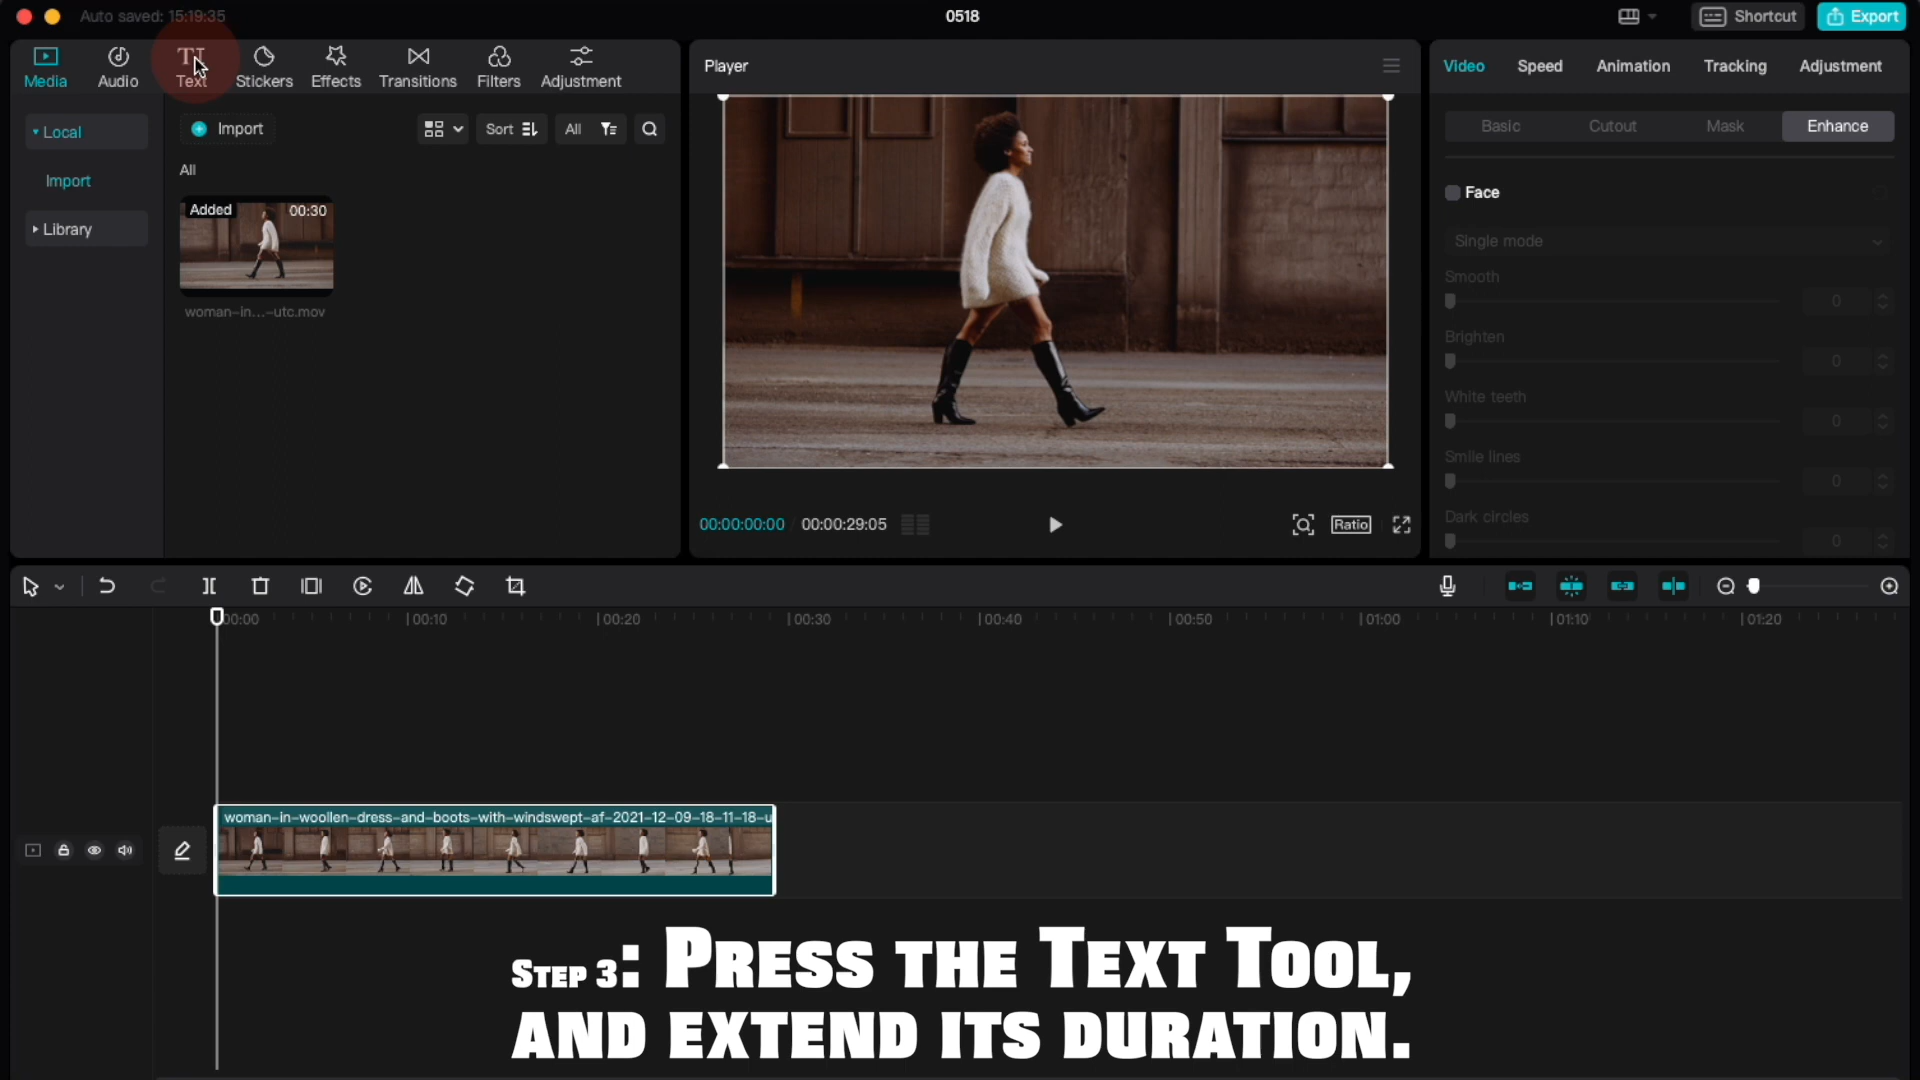 Auto saved: 15:19:35
0518
Shortcut
Export
Media
Audio
Text
Stickers
Effects
Transitions
Filters
Adjustment
Player
Video
Speed
Animation
Tracking
Adjustment
Local
Import
Library
Import
Sort
All
All
Added
00:30
woman-in...-utc.mov
Basic
Cutout
Mask
Enhance
Face
Single mode
Smooth
0
Brighten
0
White teeth
0
Smile lines
0
Dark circles
0
00:00:00:00 / 00:00:29:05
Ratio
00:00
00:10
00:20
00:30
00:40
00:50
01:00
01:10
01:20
woman-in-woollen-dress-and-boots-with-windswept-af-2021-12-09-18-11-18-u
Step 3: Press the Text Tool,
and extend its duration.